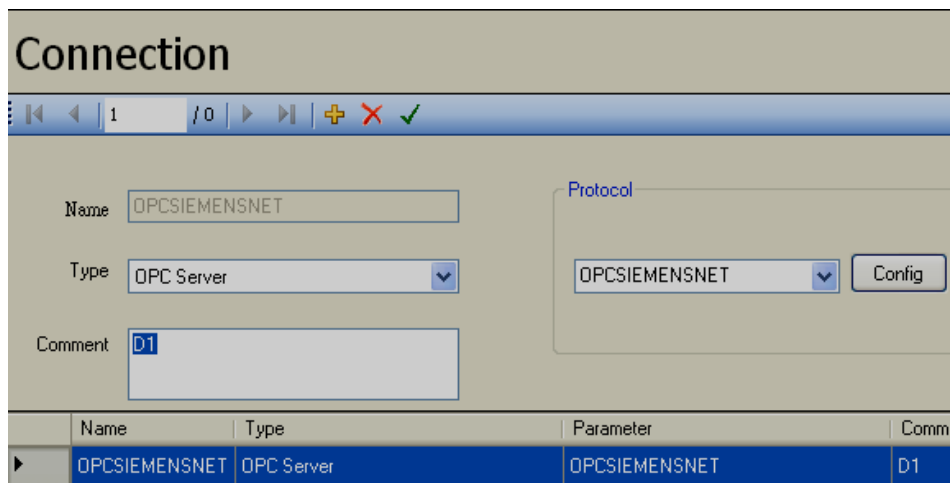 Connection
1 / 0
Protocol
Name OPCSIEMENSNET
Type OPC Server OPCSIEMENSNET Config
Comment D1
Name Type Parameter Comm
OPCSIEMENSNET OPC Server OPCSIEMENSNET D1